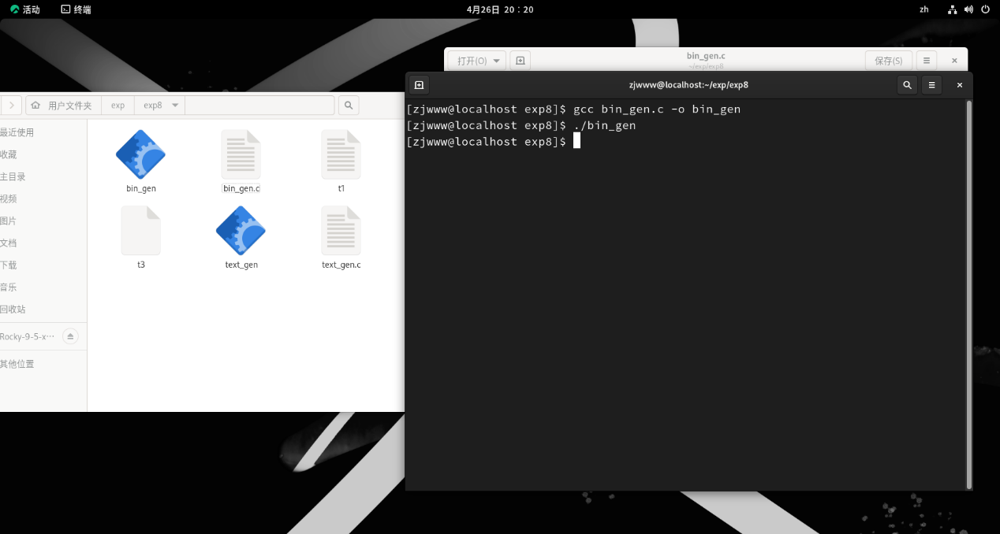 活动
终端
4月26日 20：20
zh
打开(O)
bin_gen.c
~/exp/exp8
保存(S)
用户文件夹
exp
exp8
最近使用
收藏
主目录
视频
图片
文档
下载
音乐
回收站
Rocky-9-5-x…
其他位置
bin_gen
bin_gen.c
t1
t3
text_gen
text_gen.c
zjwww@localhost:~/exp/exp8
[zjwww@localhost exp8]$ gcc bin_gen.c -o bin_gen
[zjwww@localhost exp8]$ ./bin_gen
[zjwww@localhost exp8]$